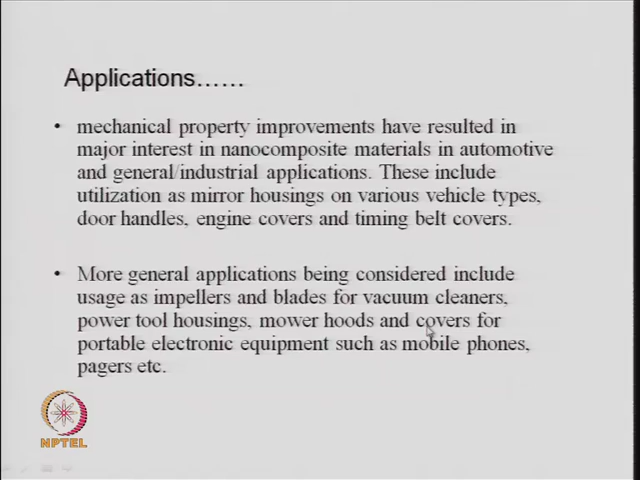 Applications......
• mechanical property improvements have resulted in
major interest in nanocomposite materials in automotive
and general/industrial applications. These include
utilization as mirror housings on various vehicle types,
door handles, engine covers and timing belt covers.
• More general applications being considered include
usage as impellers and blades for vacuum cleaners,
power tool housings, mower hoods and covers for
portable electronic equipment such as mobile phones,
pagers etc.
NPTEL